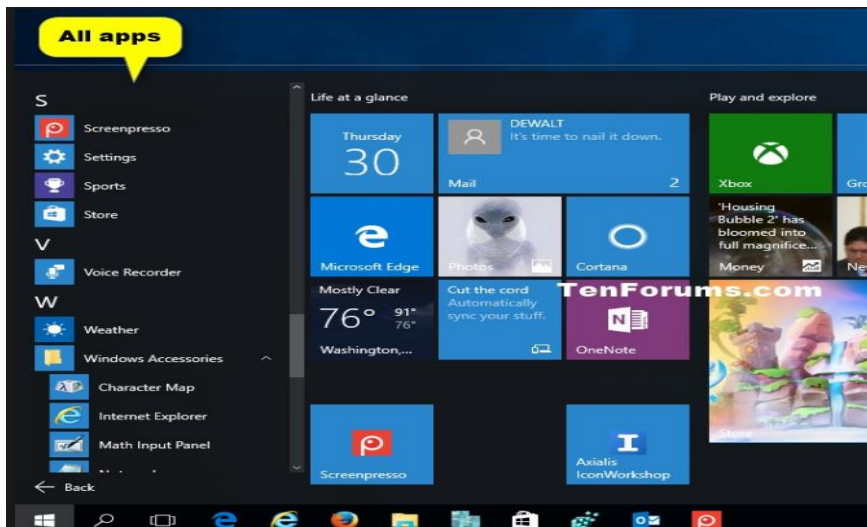 All apps
S
Screenpresso
Settings
Sports
Store
V
Voice Recorder
W
Weather
Windows Accessories
Character Map
Internet Explorer
Math Input Panel
Back
Life at a glance
Thursday
30
DEWALT
It's time to nail it down.
Mail
2
Microsoft Edge
Photos
Cortana
Mostly Clear
76° 91°
76°
Washington,...
Cut the cord
Automatically
sync your stuff.
TenForums.com
N
OneNote
Screenpresso
Axialis
IconWorkshop
Play and explore
Xbox
'Housing
Bubble 2' has
bloomed into
full magnifice...
Money
Store